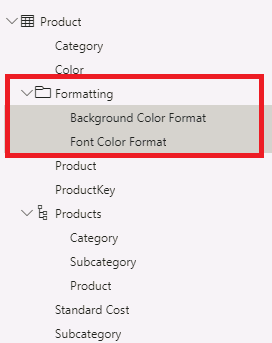 Product
Category
Color
Formatting
Background Color Format
Font Color Format
Product
ProductKey
Products
Category
Subcategory
Product
Standard Cost
Subcategory